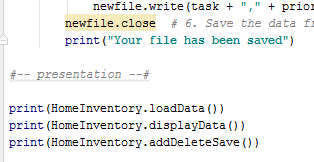 newfile.write(task + "," + prior
newfile.close # 6. Save the data fr
print("Your file has been saved")
#-- presentation --#
print(HomeInventory.loadData())
print(HomeInventory.displayData())
print(HomeInventory.addDeleteSave())